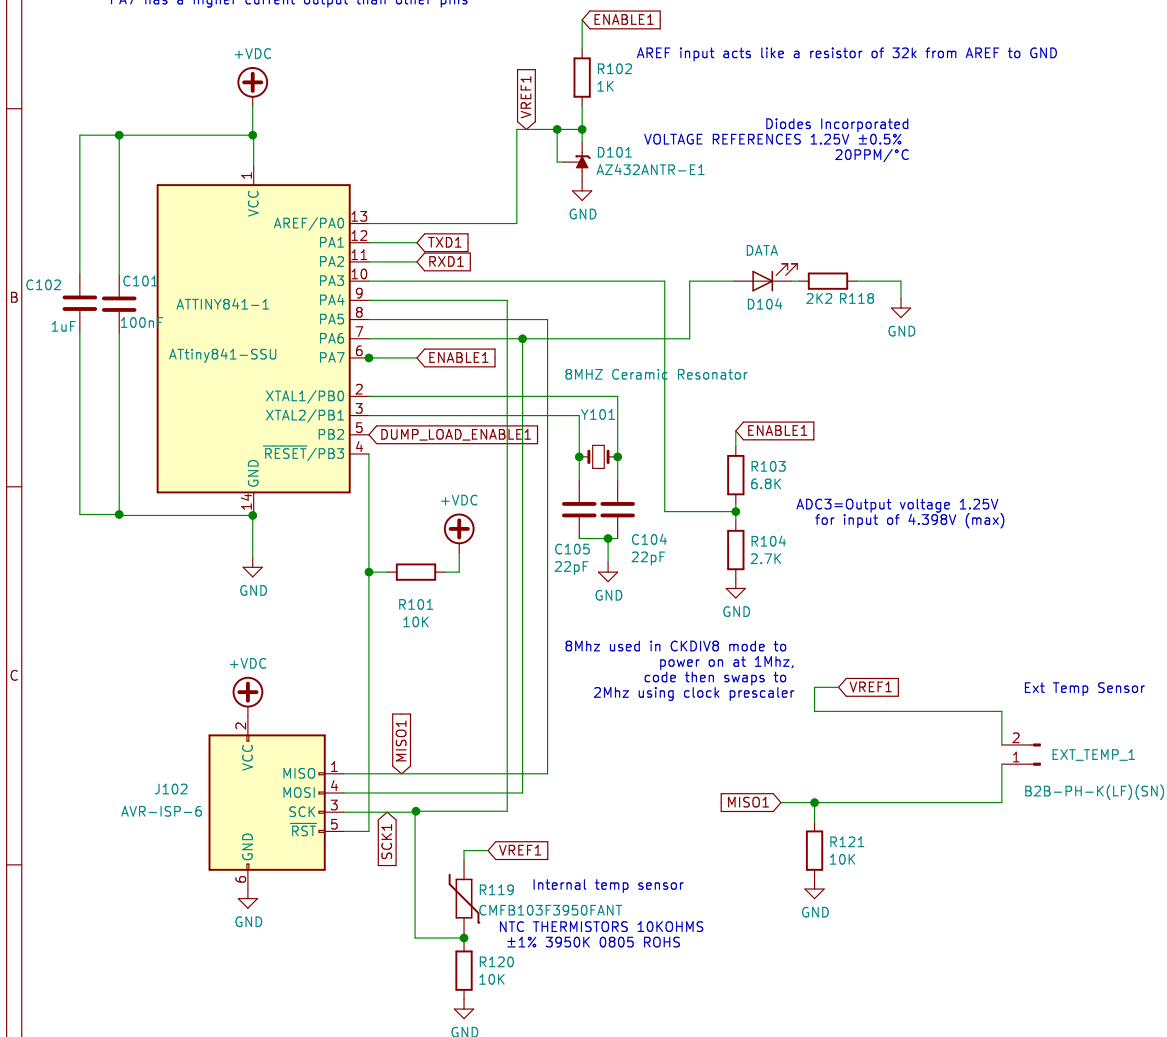 PA7 has a higher current output than other pins
ENABLE1
+VDC
AREF input acts like a resistor of 32k from AREF to GND
R102
1K
VREF1
Diodes Incorporated
VOLTAGE REFERENCES 1.25V ±0.5%
20PPM/°C
D101
AZ432ANTR-E1
GND
1
VCC
AREF/PA0
13
PA1
12
TXD1
PA2
11
RXD1
PA3
10
PA4
9
PA5
8
PA6
7
PA7
6
ENABLE1
ATTINY841-1
ATtiny841-SSU
C102
1uF
C101
100nF
B
DATA
D104
2K2 R118
GND
8MHZ Ceramic Resonator
XTAL1/PB0
2
XTAL2/PB1
3
PB2
5
DUMP_LOAD_ENABLE1
RESET/PB3
4
GND
14
Y101
ENABLE1
R103
6.8K
ADC3=Output voltage 1.25V
for input of 4.398V (max)
R104
2.7K
GND
+VDC
C105
22pF
C104
22pF
GND
GND
R101
10K
8Mhz used in CKDIV8 mode to
power on at 1Mhz,
code then swaps to
2Mhz using clock prescaler
C
+VDC
2
VCC
J102
AVR-ISP-6
MISO
1
MOSI
4
SCK
3
RST
5
GND
6
GND
MISO1
SCK1
VREF1
Ext Temp Sensor
2
1
EXT_TEMP_1
B2B-PH-K(LF)(SN)
MISO1
R121
10K
GND
VREF1
R119
Internal temp sensor
CMFB103F3950FANT
NTC THERMISTORS 10KOHMS
±1% 3950K 0805 ROHS
R120
10K
GND